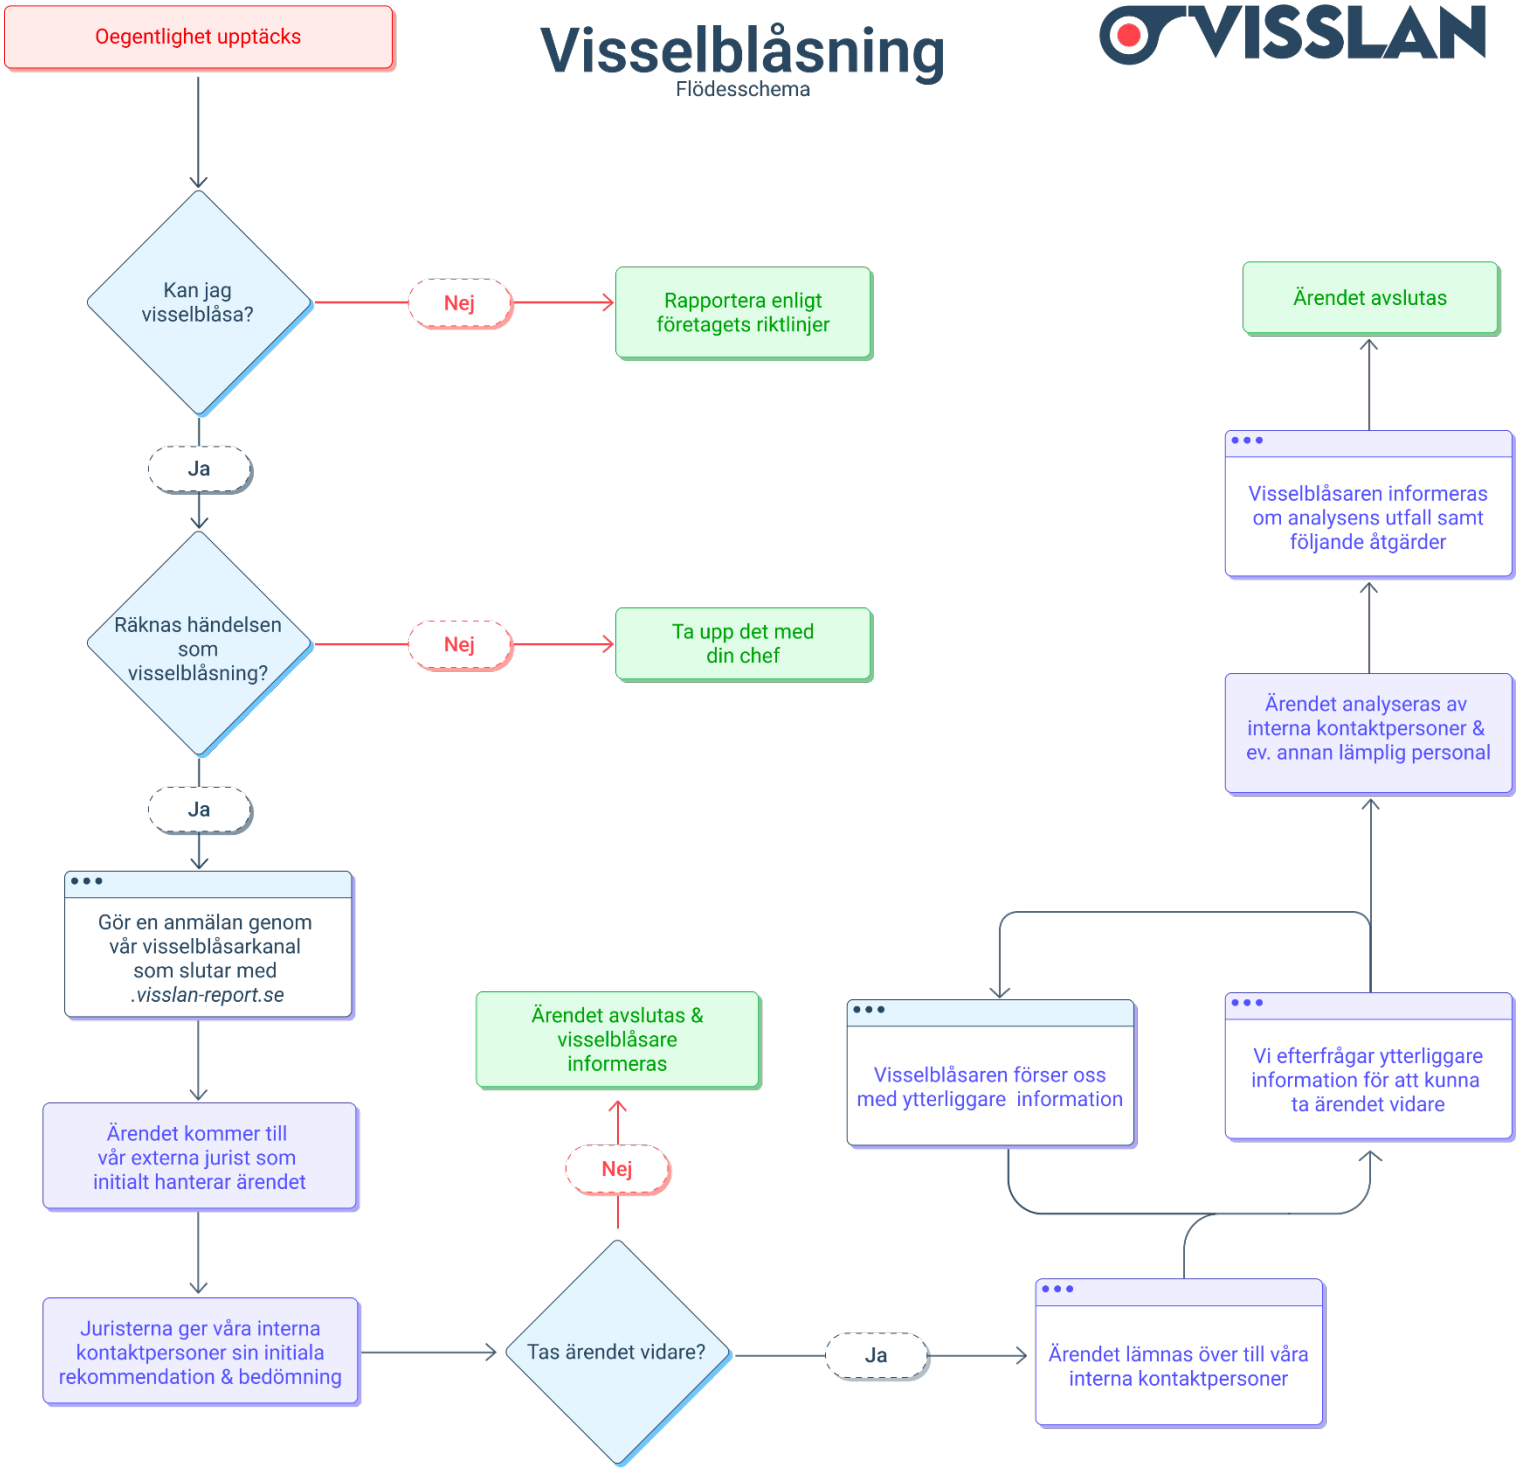 Oegentlighet upptäcks
Visselblåsning
Flödesschema
VISSLAN
Kan jag
visselblåsa?
Nej
Rapportera enligt
företagets riktlinjer
Ja
Räknas händelsen
som
visselblåsning?
Nej
Ta upp det med
din chef
Ja
Gör en anmälan genom
vår visselblåsarkanal
som slutar med
.visslan-report.se
Ärendet kommer till
vår externa jurist som
initialt hanterar ärendet
Juristerna ger våra interna
kontaktpersoner sin initiala
rekommendation & bedömning
Tas ärendet vidare?
Nej
Ärendet avslutas &
visselblåsare
informeras
Ja
Ärendet lämnas över till våra
interna kontaktpersoner
Vi efterfrågar ytterliggare
information för att kunna
ta ärendet vidare
Visselblåsaren förser oss
med ytterliggare information
Ärendet analyseras av
interna kontaktpersoner &
ev. annan lämplig personal
Visselblåsaren informeras
om analysens utfall samt
följande åtgärder
Ärendet avslutas